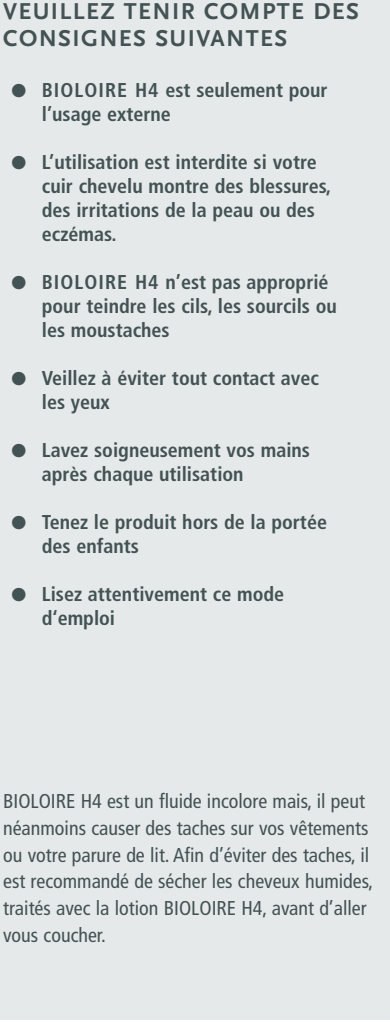 VEUILLEZ TENIR COMPTE DES
CONSIGNES SUIVANTES
● BIOLOIRE H4 est seulement pour
l’usage externe
● L’utilisation est interdite si votre
cuir chevelu montre des blessures,
des irritations de la peau ou des
eczémas.
● BIOLOIRE H4 n’est pas approprié
pour teindre les cils, les sourcils ou
les moustaches
● Veillez à éviter tout contact avec
les yeux
● Lavez soigneusement vos mains
après chaque utilisation
● Tenez le produit hors de la portée
des enfants
● Lisez attentivement ce mode
d‘emploi
BIOLOIRE H4 est un fluide incolore mais, il peut
néanmoins causer des taches sur vos vêtements
ou votre parure de lit. Afin d’éviter des taches, il
est recommandé de sécher les cheveux humides,
traités avec la lotion BIOLOIRE H4, avant d’aller
vous coucher.